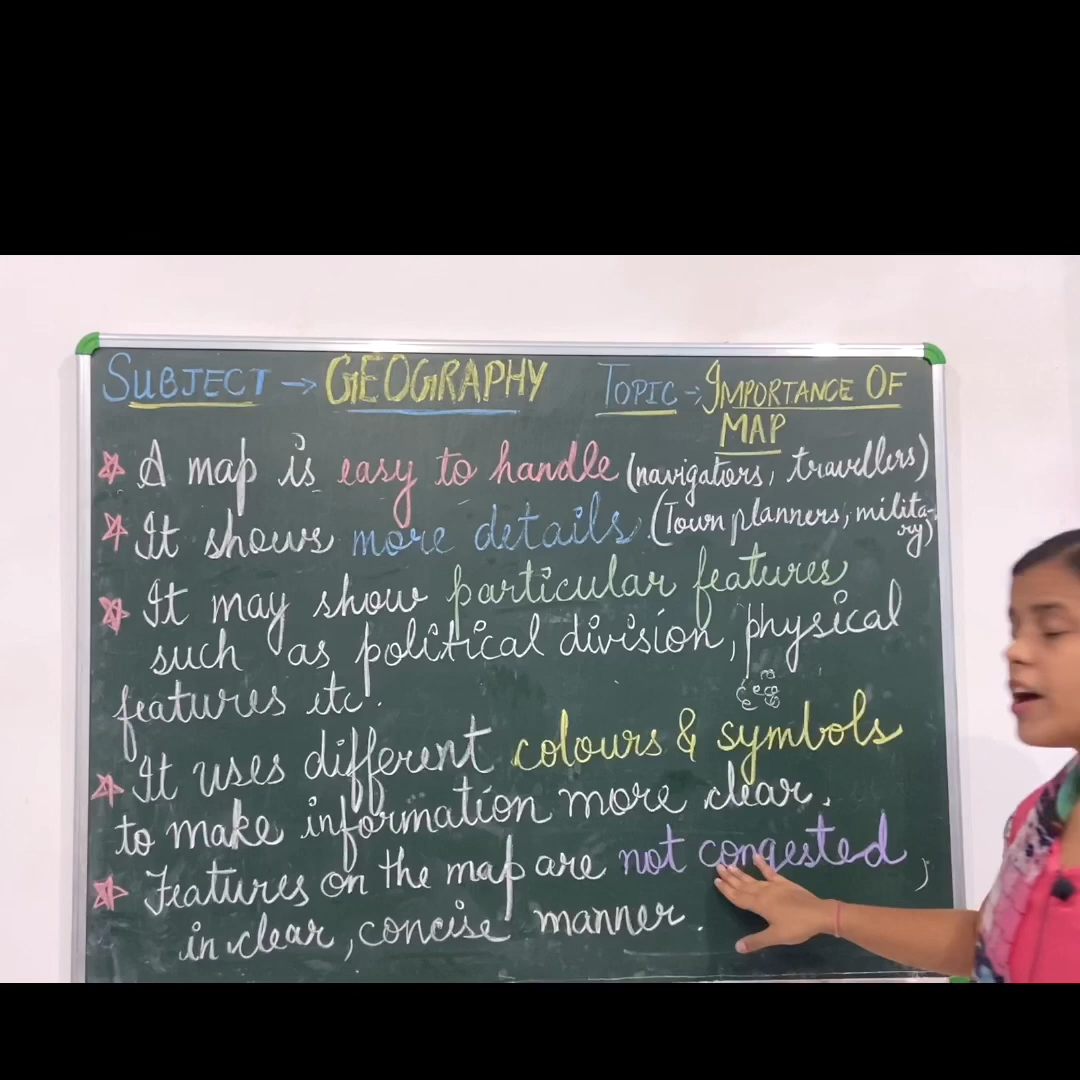 SUBJECT → GEOGRAPHY TOPIC → IMPORTANCE OF
MAP
A map is easy to handle (navigators, travellers)
It shows more details (Town planners, milita-
ry)
It may show particular features
such as political division, physical
features etc.
It uses different colours & symbols
to make information more clear.
Features on the map are not congested,
in clear, concise manner.